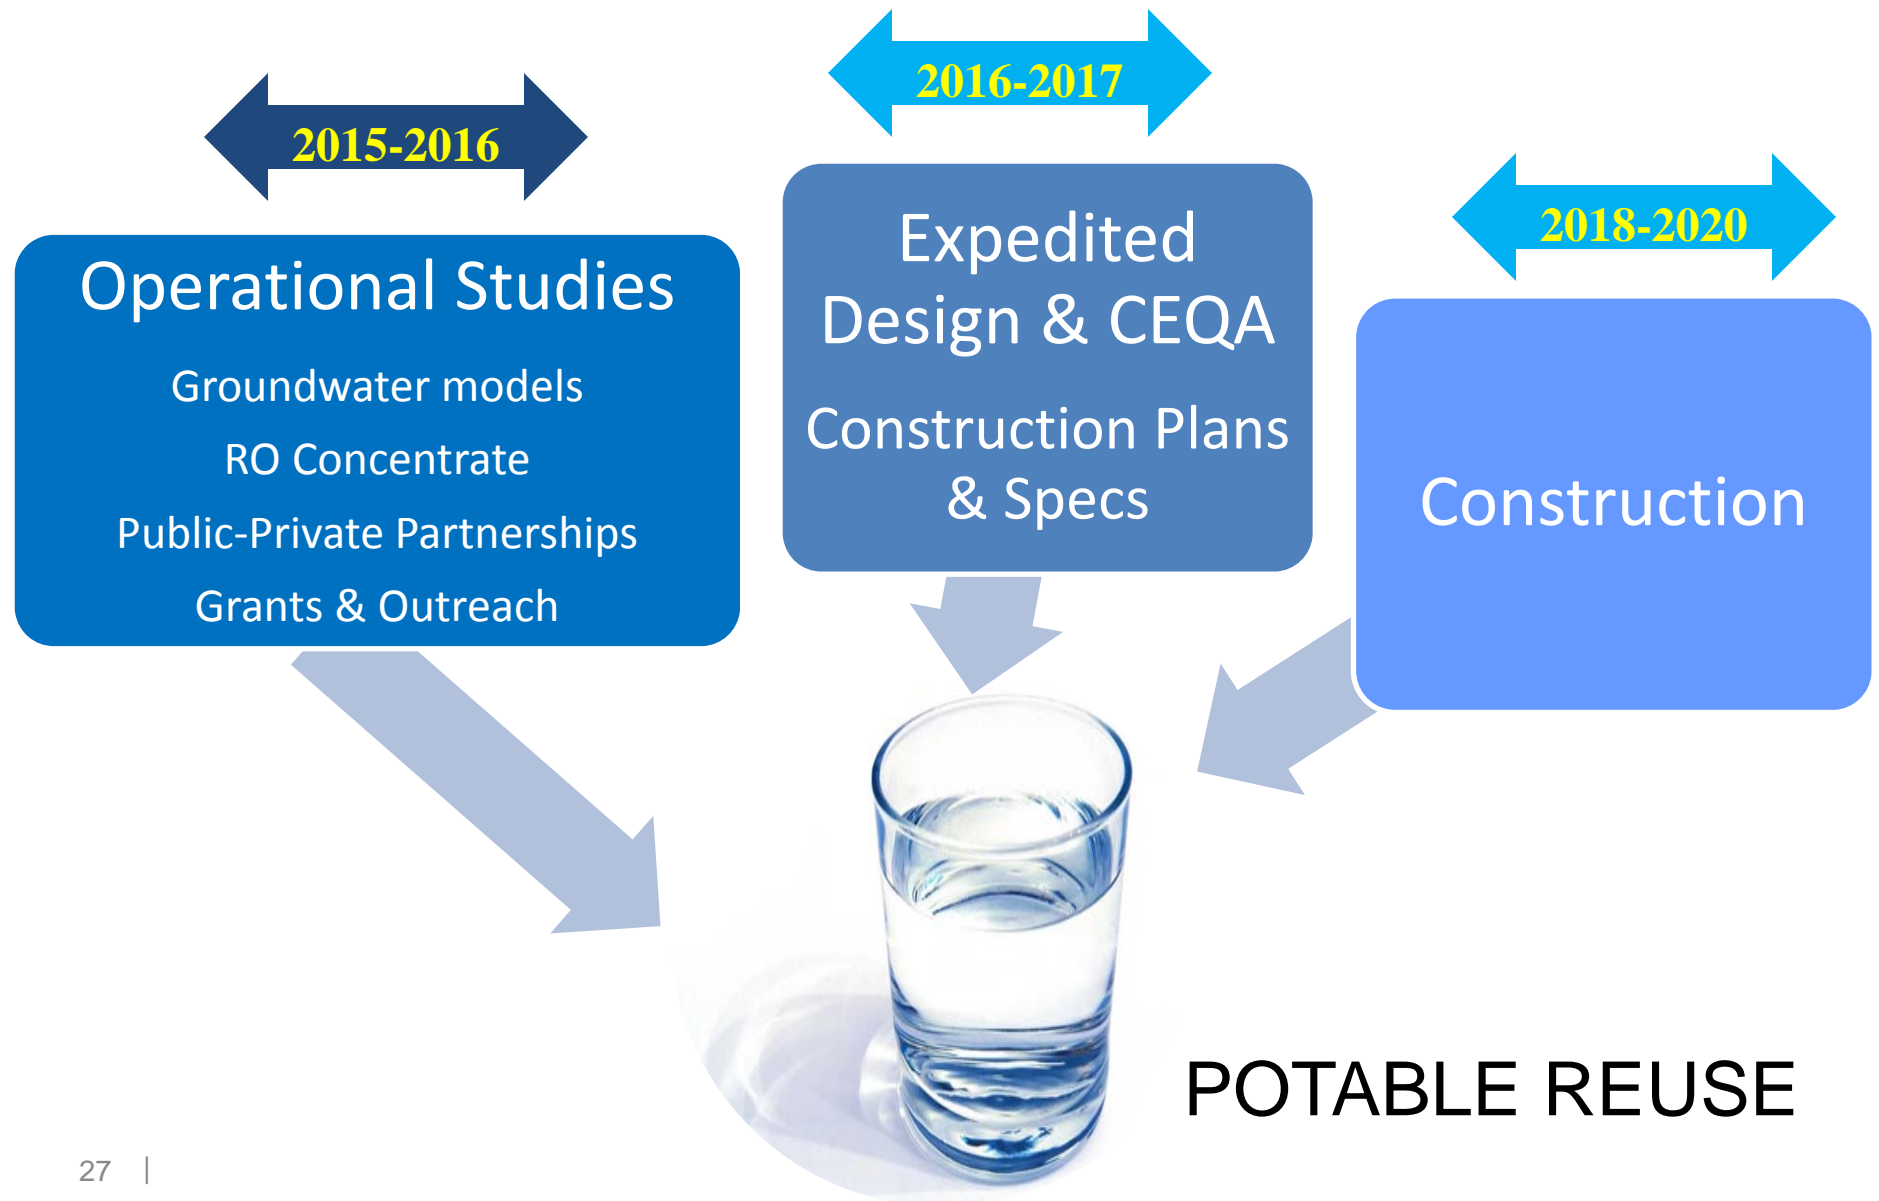 2015-2016
Operational Studies
Groundwater models
RO Concentrate
Public-Private Partnerships
Grants & Outreach
2016-2017
Expedited
Design & CEQA
Construction Plans
& Specs
2018-2020
Construction
POTABLE REUSE
27 |